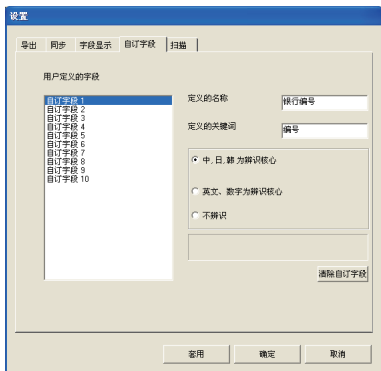 设置
导出 同步 字段显示 自订字段 扫描
用户定义的字段
自订字段 1
自订字段 2
自订字段 3
自订字段 4
自订字段 5
自订字段 6
自订字段 7
自订字段 8
自订字段 9
自订字段 10
定义的名称 银行编号
定义的关键词 编号
中,日,韩 为辨识核心
英文、数字为辨识核心
不辨识
清除自订字段
套用 确定 取消